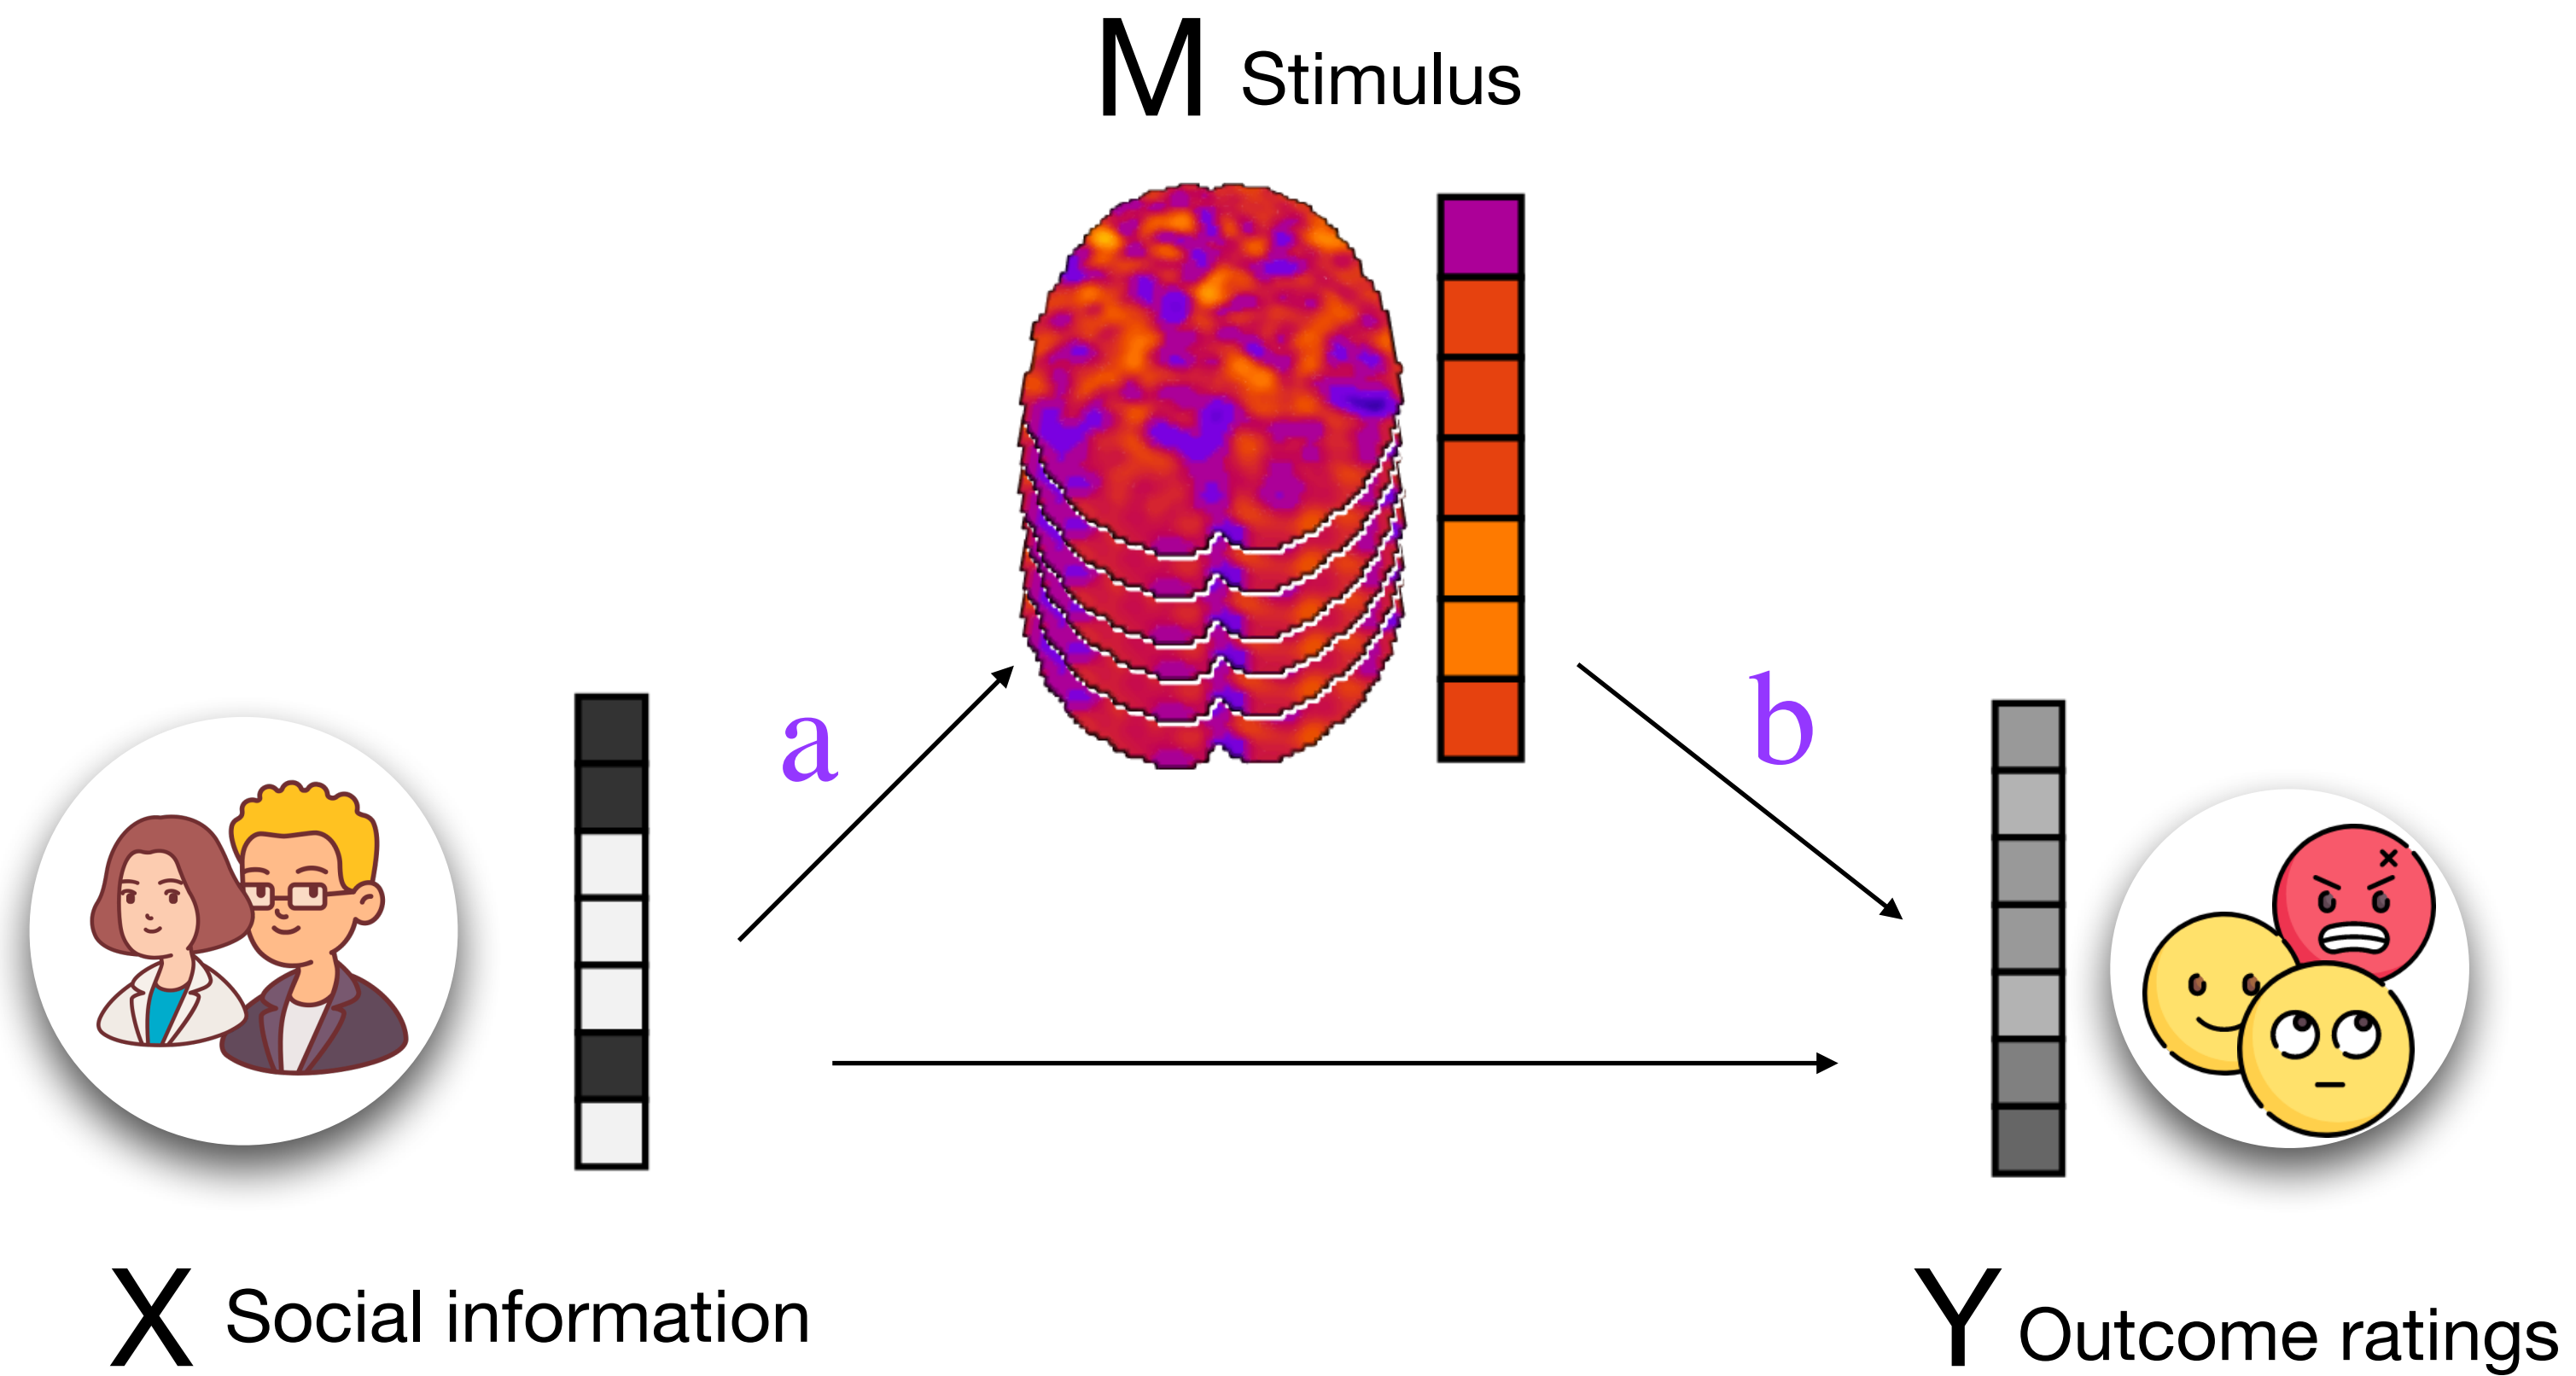 M Stimulus
a
b
X Social information
Y Outcome ratings